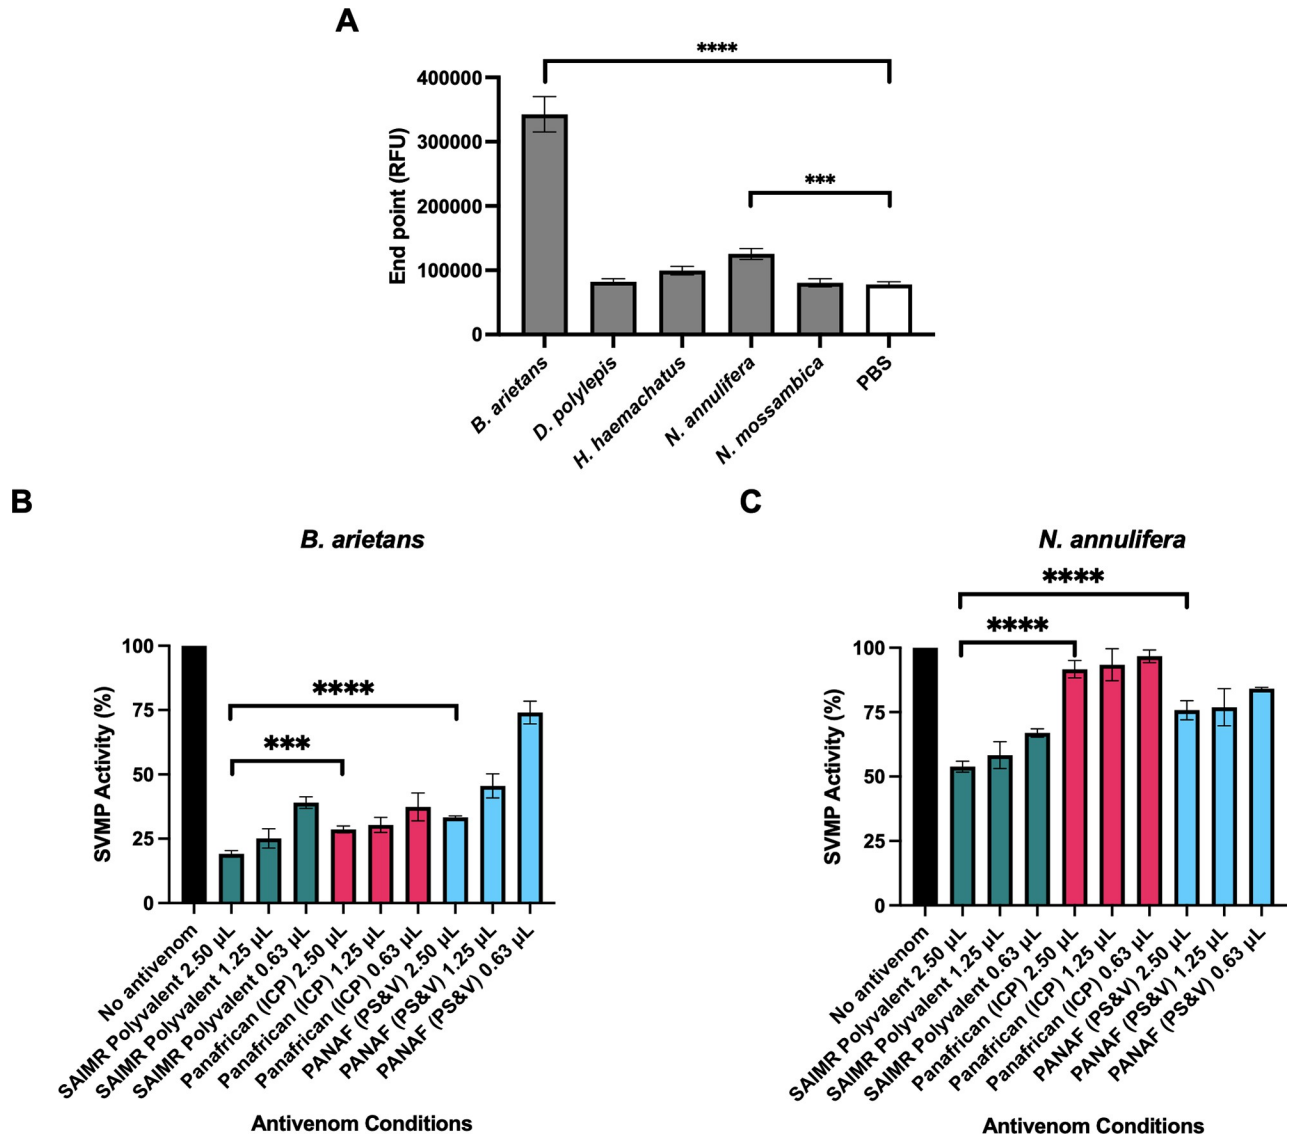 A
****
400000
300000
200000
100000
0
End point (RFU)
***
B. arietans
D. polylepis
H. haemachatus
N. annulifera
N. mossambica
PBS
B
B. arietans
****
***
100
75
50
25
0
SVMP Activity (%)
No antivenom
SAIMR Polyvalent 2.50 µL
SAIMR Polyvalent 1.25 µL
SAIMR Polyvalent 0.63 µL
Panafrican (ICP) 2.50 µL
Panafrican (ICP) 1.25 µL
Panafrican (ICP) 0.63 µL
PANAF (PS&V) 2.50 µL
PANAF (PS&V) 1.25 µL
PANAF (PS&V) 0.63 µL
Antivenom Conditions
C
N. annulifera
****
****
100
75
50
25
0
SVMP Activity (%)
No antivenom
SAIMR Polyvalent 2.50 µL
SAIMR Polyvalent 1.25 µL
SAIMR Polyvalent 0.63 µL
Panafrican (ICP) 2.50 µL
Panafrican (ICP) 1.25 µL
Panafrican (ICP) 0.63 µL
PANAF (PS&V) 2.50 µL
PANAF (PS&V) 1.25 µL
PANAF (PS&V) 0.63 µL
Antivenom Conditions